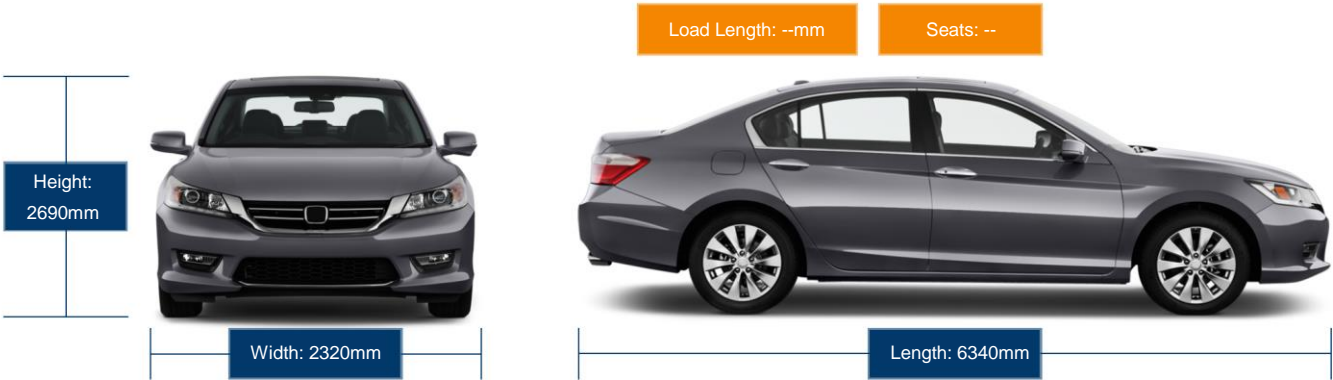 Load Length: --mm
Seats: --
Height:
2690mm
Width: 2320mm
Length: 6340mm